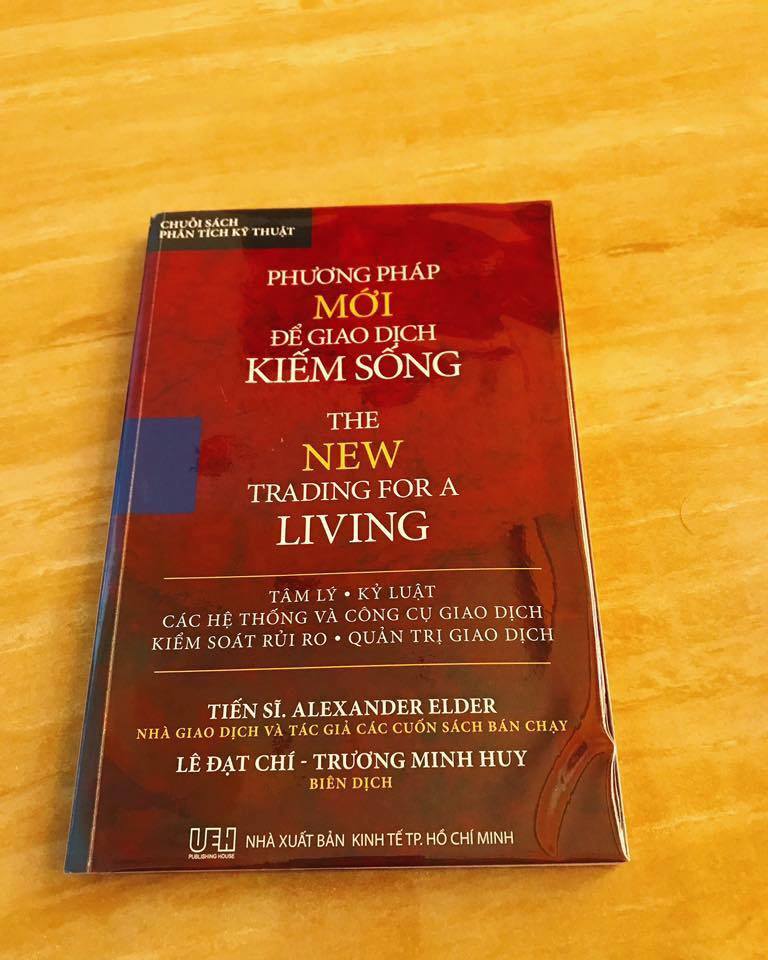 CHUỖI SÁCH
PHÂN TÍCH KỸ THUẬT
PHƯƠNG PHÁP
MỚI
ĐỂ GIAO DỊCH
KIẾM SỐNG
THE
NEW
TRADING FOR A
LIVING
TÂM LÝ • KỶ LUẬT
CÁC HỆ THỐNG VÀ CÔNG CỤ GIAO DỊCH
KIỂM SOÁT RỦI RO • QUẢN TRỊ GIAO DỊCH
TIẾN SĨ. ALEXANDER ELDER
NHÀ GIAO DỊCH VÀ TÁC GIẢ CÁC CUỐN SÁCH BÁN CHẠY
LÊ ĐẠT CHÍ - TRƯƠNG MINH HUY
BIÊN DỊCH
UEH
PUBLISHING HOUSE
NHÀ XUẤT BẢN KINH TẾ TP. HỒ CHÍ MINH